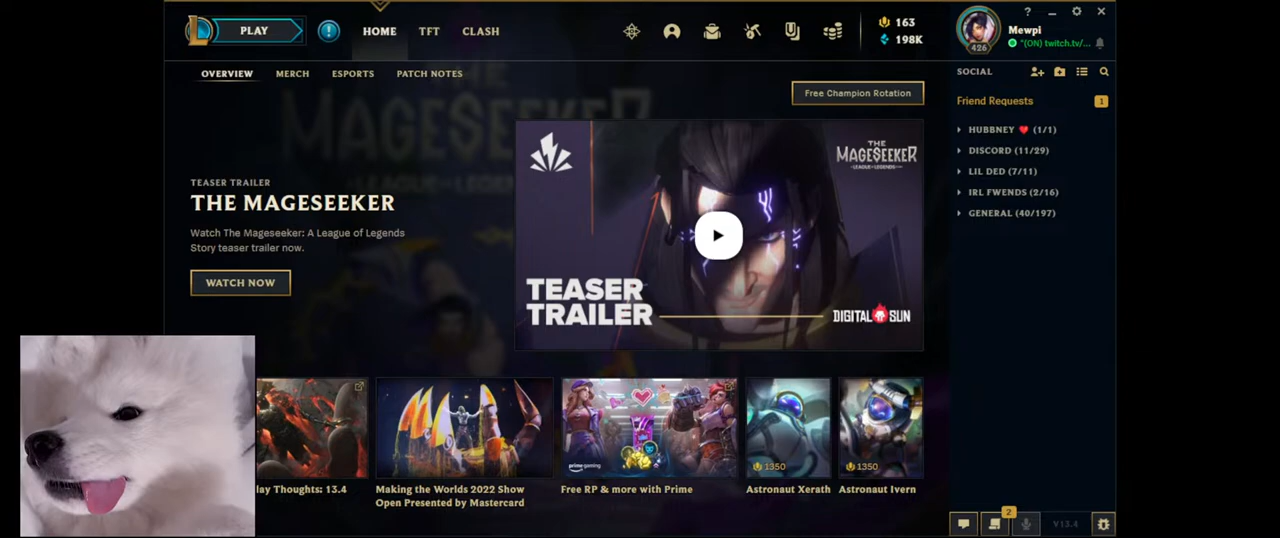 PLAY
HOME
TFT
CLASH
163
198K
426
Mewpi
"(ON) twitch.tv/...
OVERVIEW
MERCH
ESPORTS
PATCH NOTES
SOCIAL
Free Champion Rotation
Friend Requests
1
HUBBNEY ❤️ (1/1)
DISCORD (11/29)
LIL DED (7/11)
IRL FWENDS (2/16)
GENERAL (40/197)
TEASER TRAILER
THE MAGESEEKER
Watch The Mageseeker: A League of Legends
Story teaser trailer now.
WATCH NOW
THE
MAGESEEKER
TEASER
TRAILER
DIGITAL SUN
prime gaming
1350
1350
lay Thoughts: 13.4
Making the Worlds 2022 Show
Open Presented by Mastercard
Free RP & more with Prime
Astronaut Xerath
Astronaut Ivern
2
V13.4